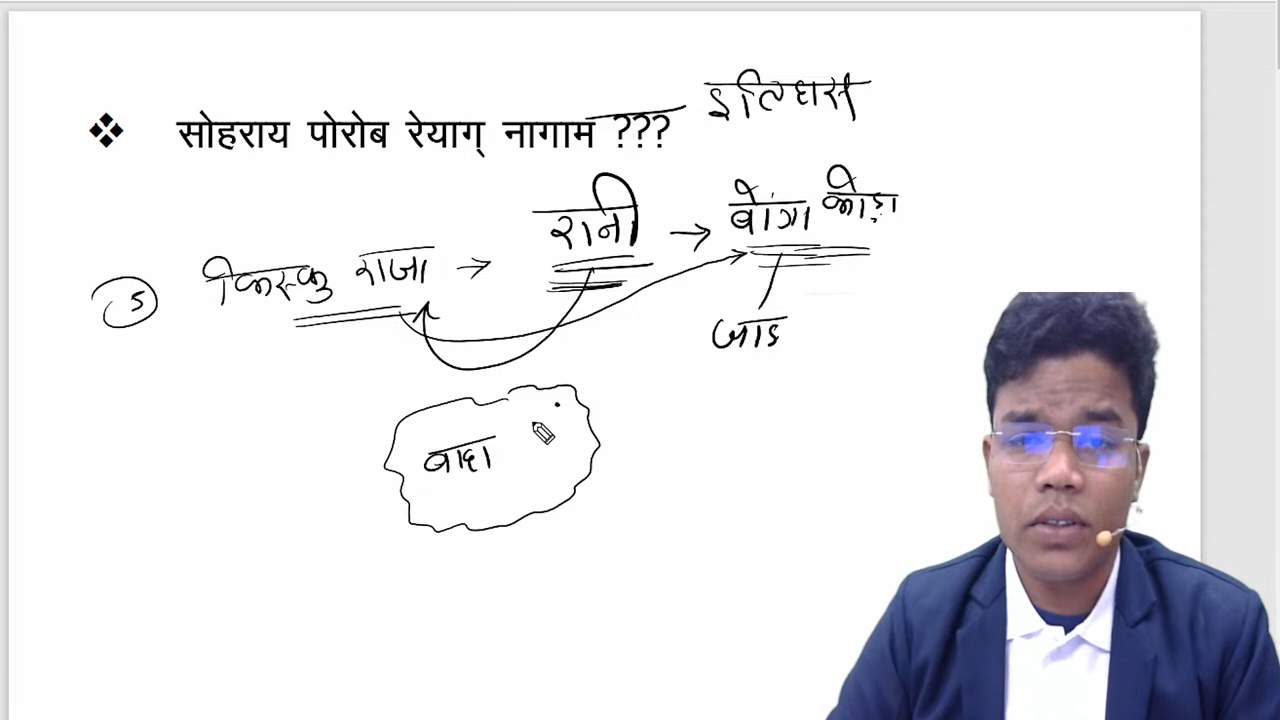 इतिहास
❖ सोहराय पोरोब रेयाग् नागाम ???
5 किस्कु राजा → रानी → बोंगा कोड़ा
जाह
बाहा